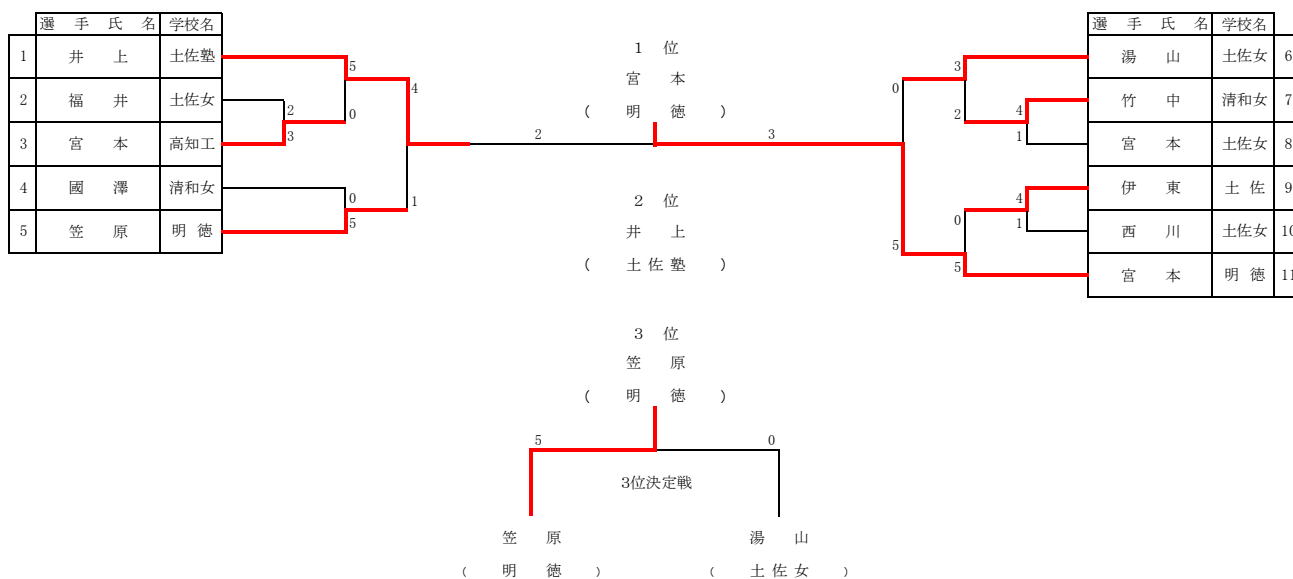 選手氏名 学校名
1 井上 土佐塾
2 福井 土佐女
3 宮本 高知工
4 國澤 清和女
5 笠原 明徳
5
4
2
0
3
0
1
5
2
3
1位
宮本
(明徳)
2位
井上
(土佐塾)
選手氏名 学校名
湯山 土佐女 6
竹中 清和女 7
宮本 土佐女 8
伊東 土佐 9
西川 土佐女 10
宮本 明徳 11
3
0
4
2
1
4
0
1
5
5
3位
笠原
(明徳)
5 0
3位決定戦
笠原 湯山
(明徳) (土佐女)